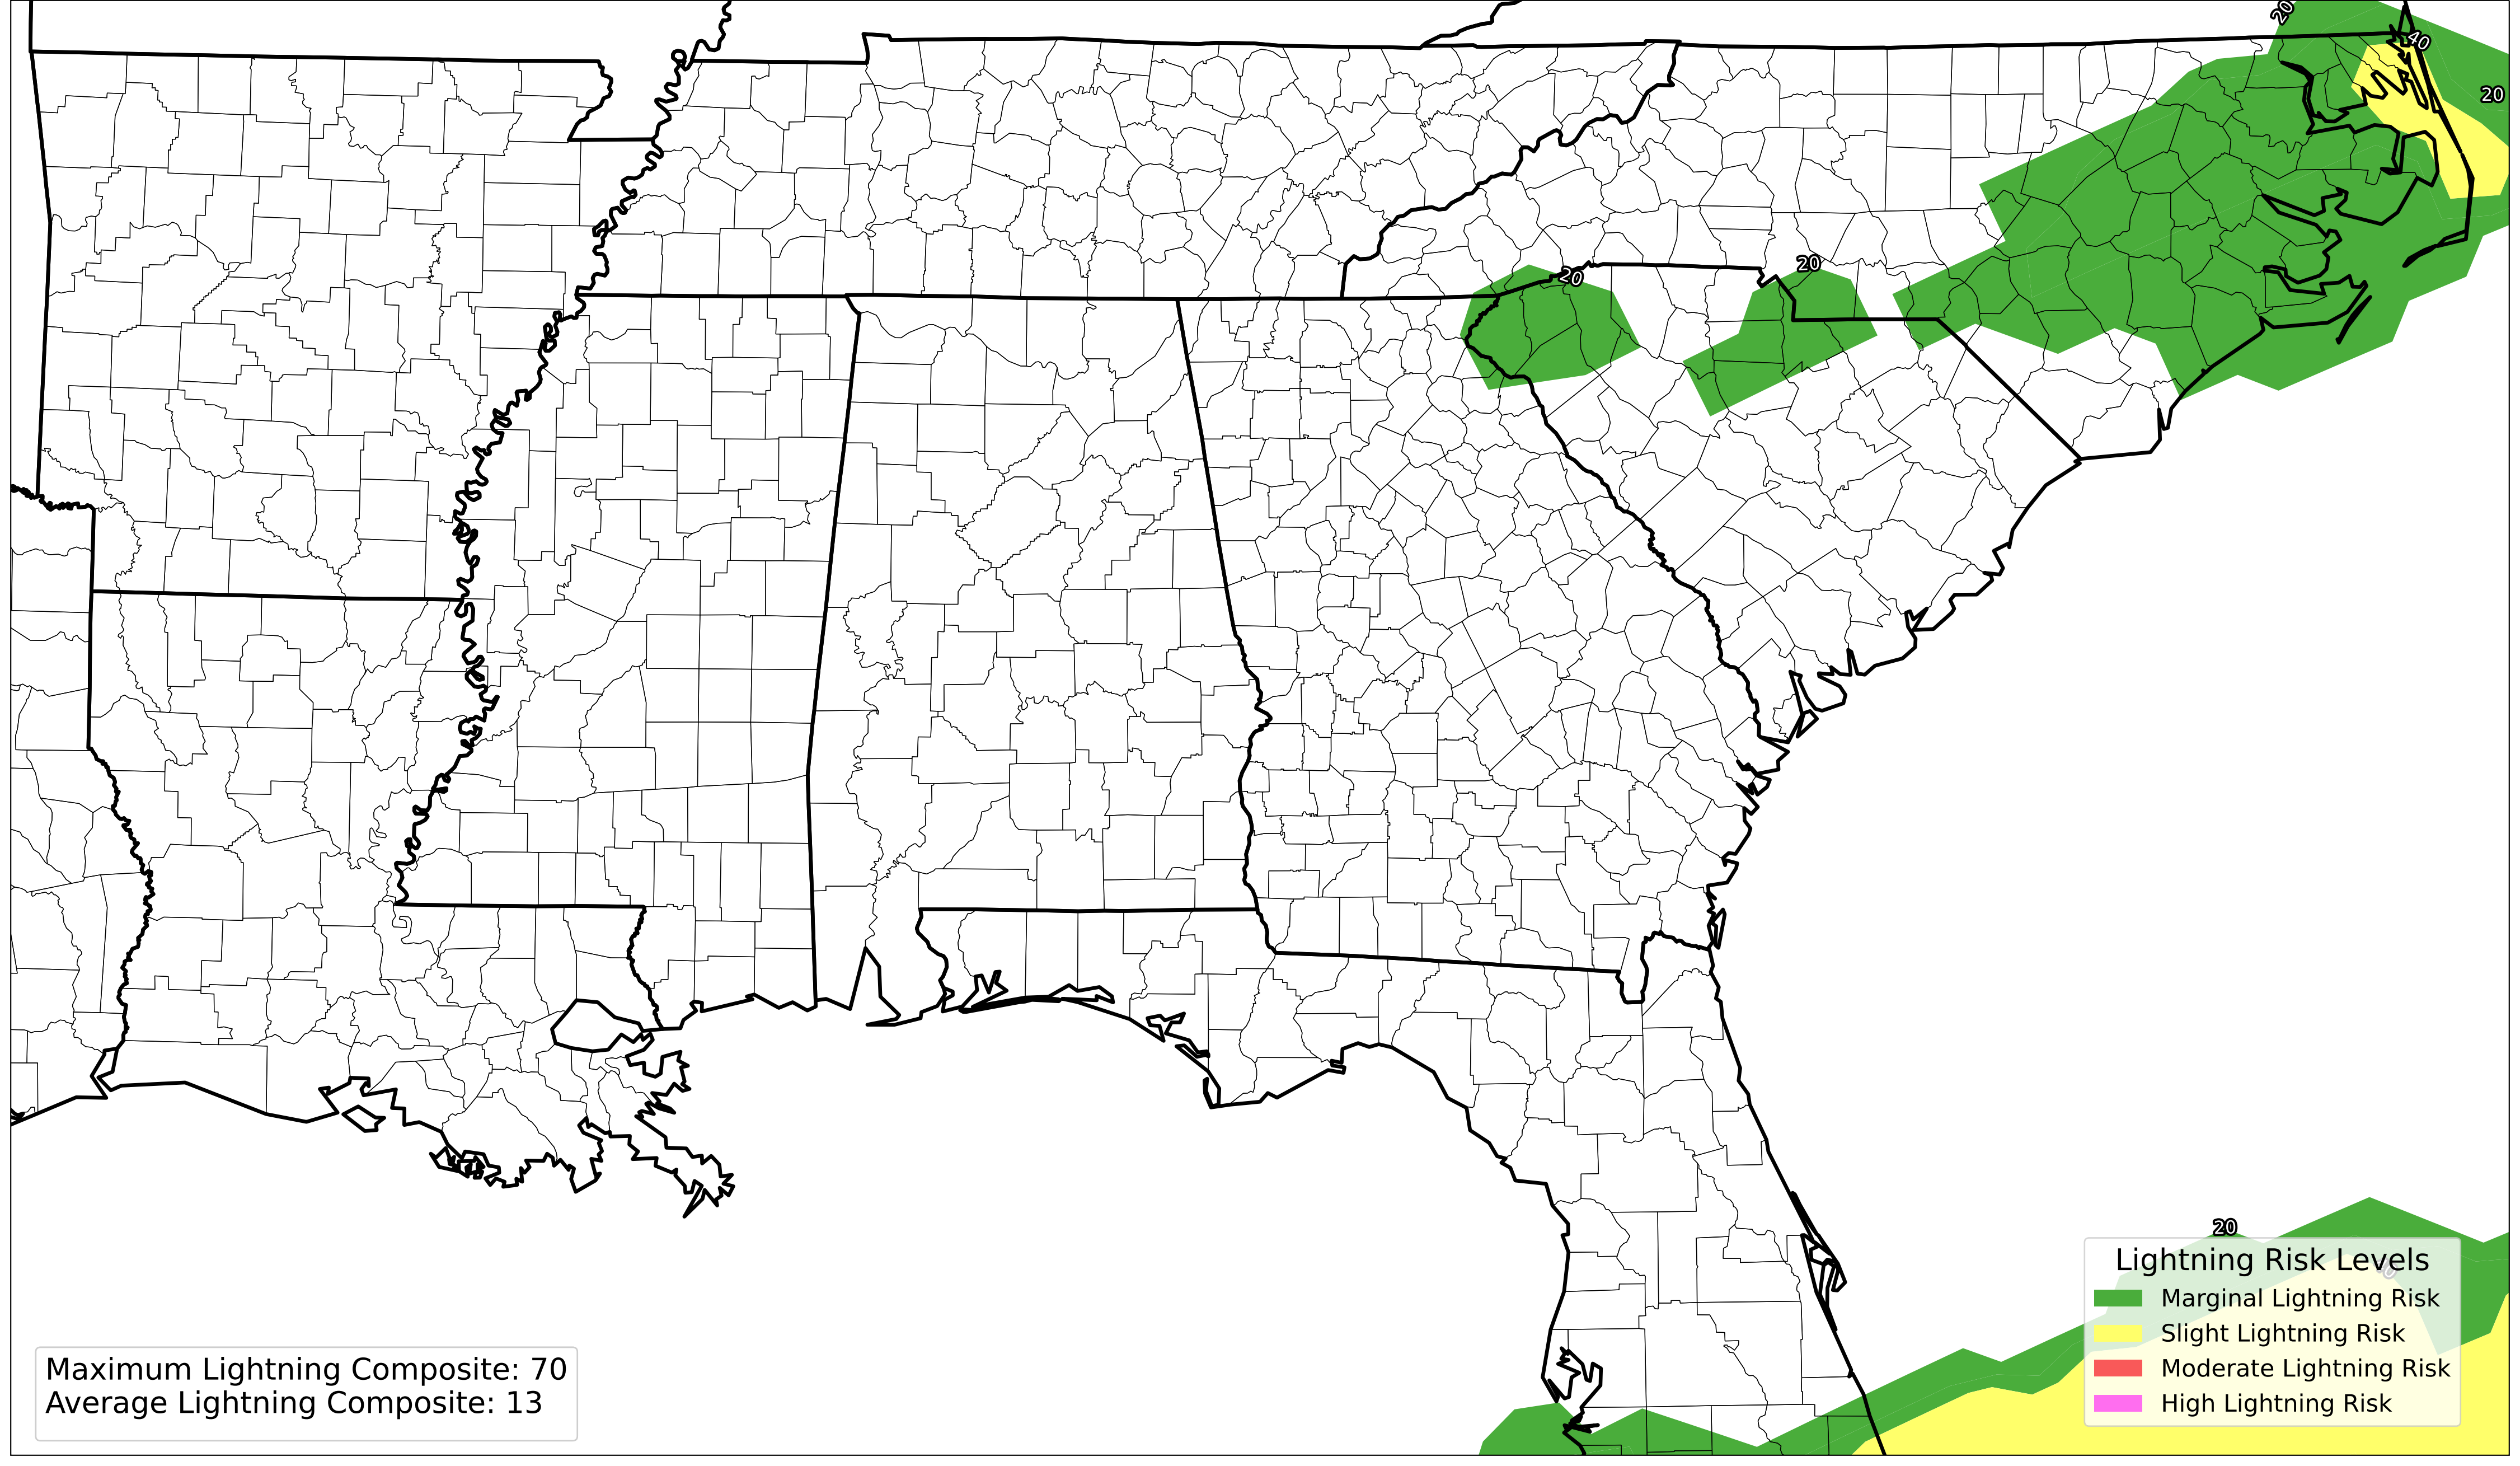 20
40
20
20
20
20
Lightning Risk Levels
Marginal Lightning Risk
Slight Lightning Risk
Moderate Lightning Risk
High Lightning Risk
Maximum Lightning Composite: 70
Average Lightning Composite: 13